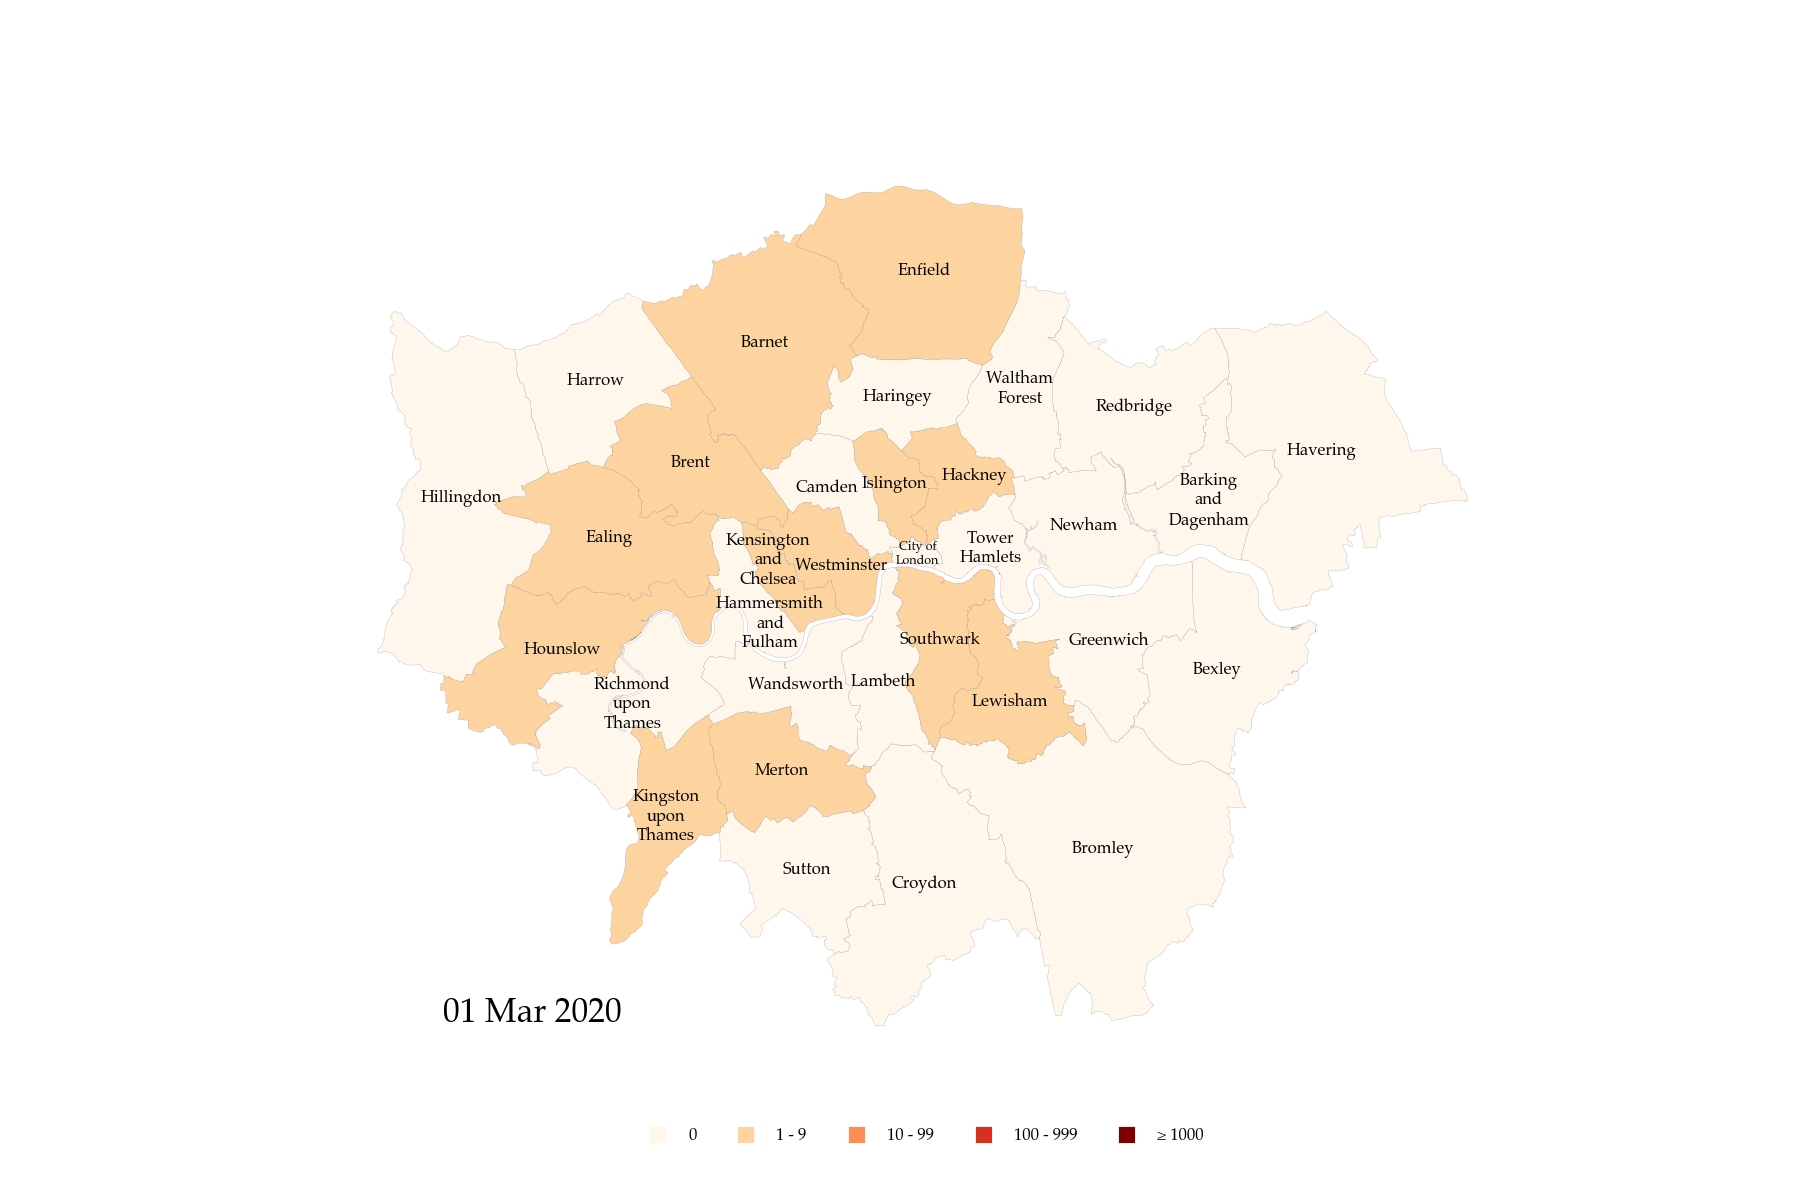 Enfield
Barnet
Harrow
Haringey
Waltham
Forest
Redbridge
Havering
Brent
Hillingdon
Camden
Islington
Hackney
Barking
and
Dagenham
Newham
Ealing
Kensington
and
Chelsea
Westminster
City of
London
Tower
Hamlets
Hammersmith
and
Fulham
Hounslow
Southwark
Greenwich
Bexley
Richmond
upon
Thames
Wandsworth
Lambeth
Lewisham
Merton
Kingston
upon
Thames
Sutton
Croydon
Bromley
01 Mar 2020
0
1 - 9
10 - 99
100 - 999
≥ 1000